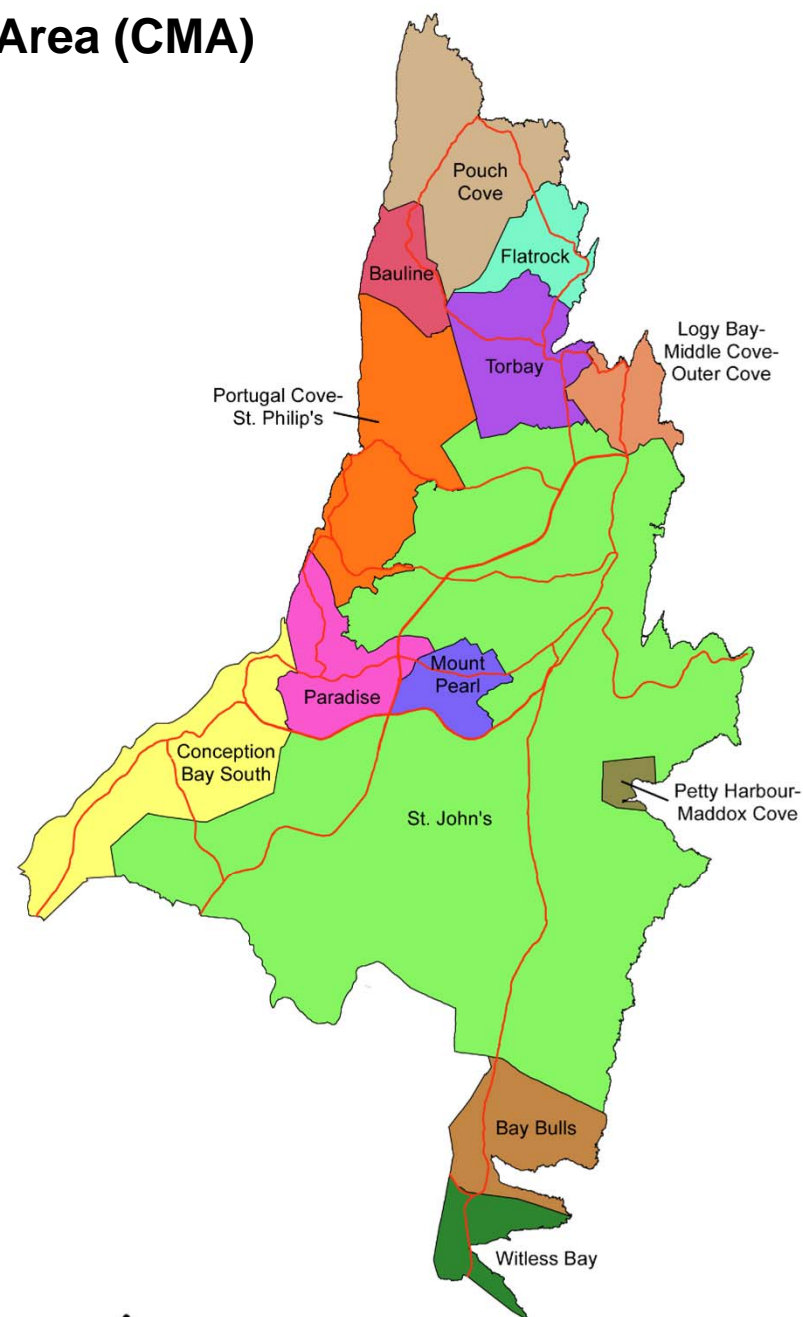 Area (CMA)
Pouch
Cove
Flatrock
Bauline
Logy Bay-
Middle Cove-
Outer Cove
Torbay
Portugal Cove-
St. Philip's
Mount
Pearl
Paradise
Conception
Bay South
Petty Harbour-
Maddox Cove
St. John's
Bay Bulls
Witless Bay